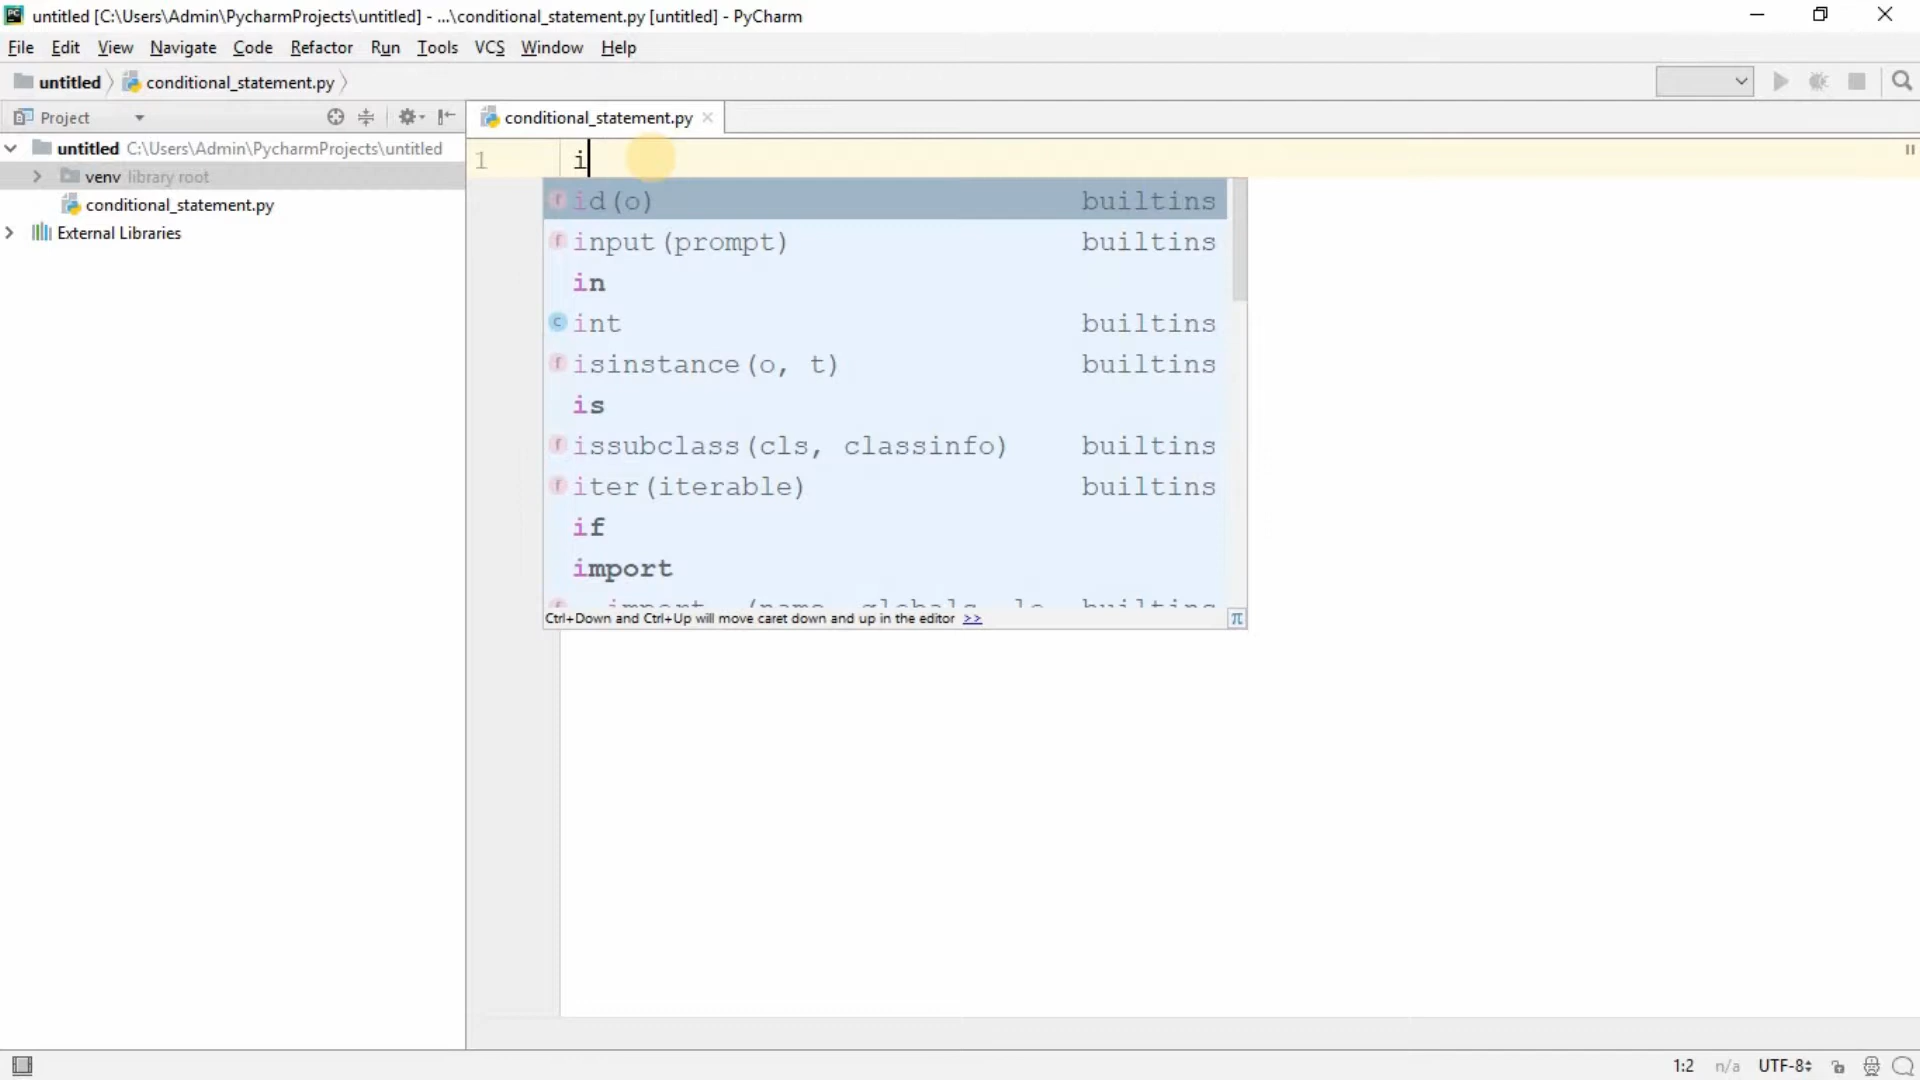 untitled [C:\Users\Admin\PycharmProjects\untitled] - ...\conditional_statement.py [untitled] - PyCharm
File Edit View Navigate Code Refactor Run Tools VCS Window Help
untitled conditional_statement.py
Project
conditional_statement.py
untitled C:\Users\Admin\PycharmProjects\untitled
venv library root
conditional_statement.py
External Libraries
1 i
id(o) builtins
input(prompt) builtins
in
int builtins
isinstance(o, t) builtins
is
issubclass(cls, classinfo) builtins
iter(iterable) builtins
if
import
Ctrl+Down and Ctrl+Up will move caret down and up in the editor >>
π
1:2 n/a UTF-8